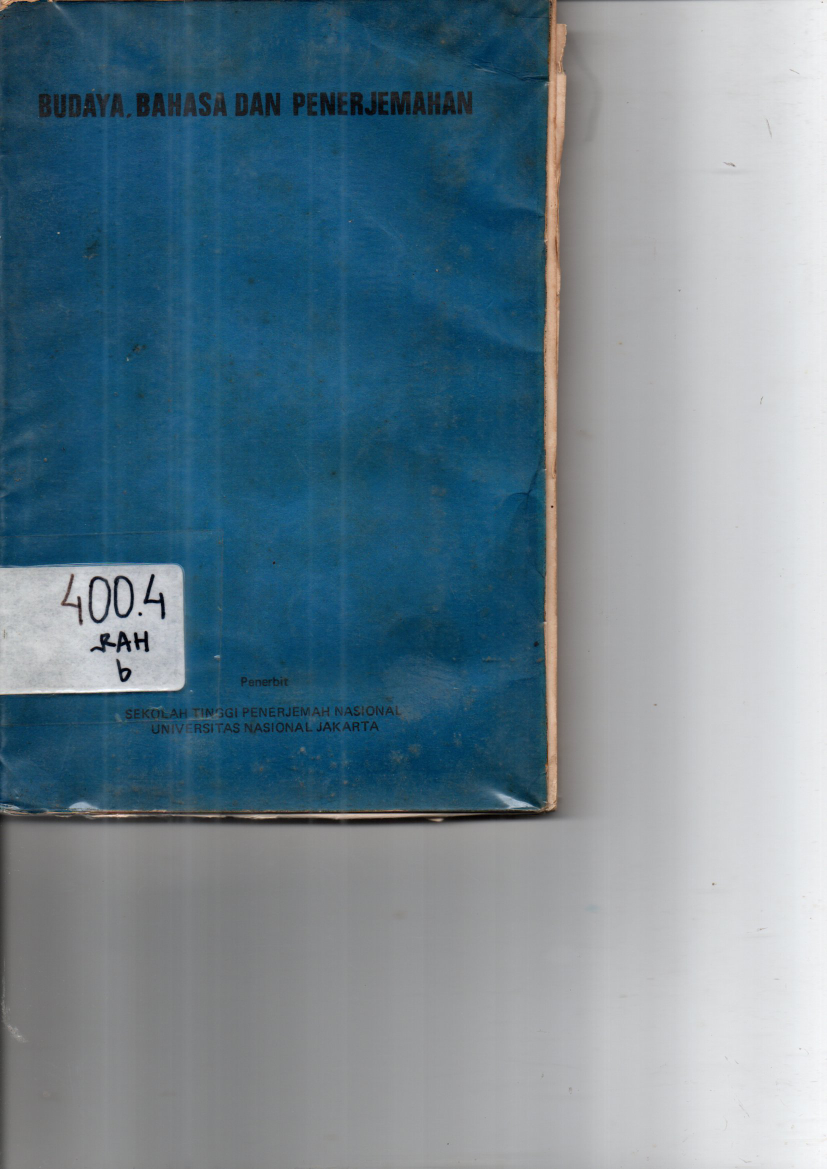 BUDAYA, BAHASA DAN PENERJEMAHAN
400.4
RAH
b
Penerbit
SEKOLAH TINGGI PENERJEMAH NASIONAL
UNIVERSITAS NASIONAL JAKARTA